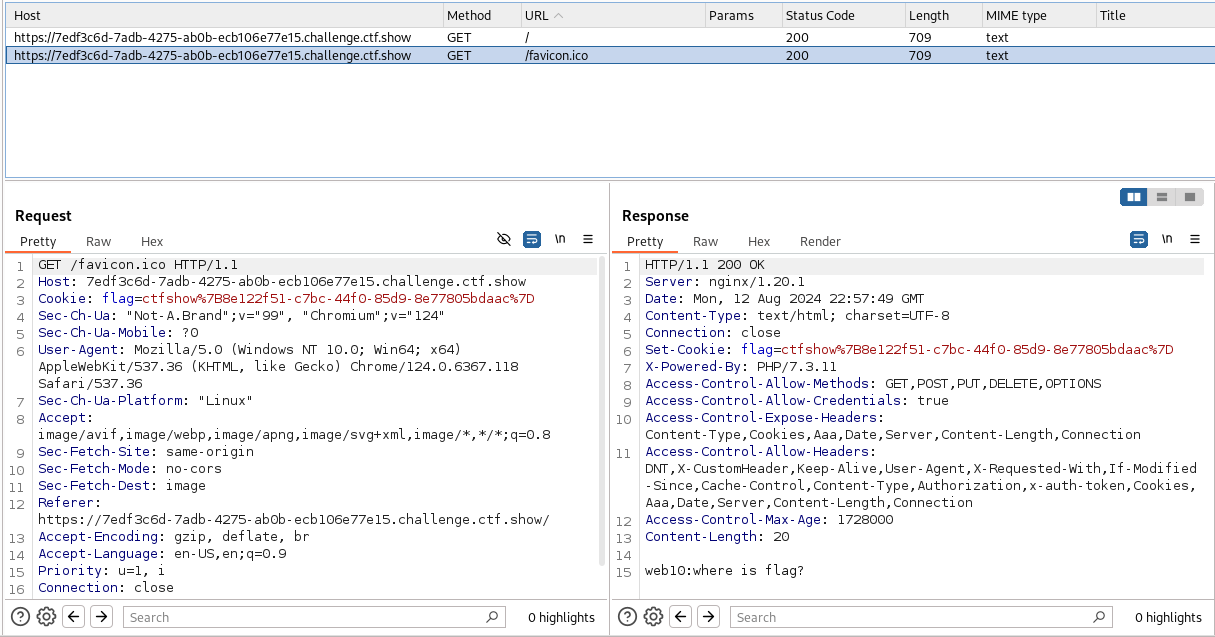 Host Method URL Params Status Code Length MIME type Title
https://7edf3c6d-7adb-4275-ab0b-ecb106e77e15.challenge.ctf.show GET / 200 709 text
https://7edf3c6d-7adb-4275-ab0b-ecb106e77e15.challenge.ctf.show GET /favicon.ico 200 709 text
Request
Pretty Raw Hex \n
1 GET /favicon.ico HTTP/1.1
2 Host: 7edf3c6d-7adb-4275-ab0b-ecb106e77e15.challenge.ctf.show
3 Cookie: flag=ctfshow%7B8e122f51-c7bc-44f0-85d9-8e77805bdaac%7D
4 Sec-Ch-Ua: "Not-A.Brand";v="99", "Chromium";v="124"
5 Sec-Ch-Ua-Mobile: ?0
6 User-Agent: Mozilla/5.0 (Windows NT 10.0; Win64; x64)
AppleWebKit/537.36 (KHTML, like Gecko) Chrome/124.0.6367.118
Safari/537.36
7 Sec-Ch-Ua-Platform: "Linux"
8 Accept:
image/avif,image/webp,image/apng,image/svg+xml,image/*,*/*;q=0.8
9 Sec-Fetch-Site: same-origin
10 Sec-Fetch-Mode: no-cors
11 Sec-Fetch-Dest: image
12 Referer:
https://7edf3c6d-7adb-4275-ab0b-ecb106e77e15.challenge.ctf.show/
13 Accept-Encoding: gzip, deflate, br
14 Accept-Language: en-US,en;q=0.9
15 Priority: u=1, i
16 Connection: close
Search 0 highlights
Response
Pretty Raw Hex Render \n
1 HTTP/1.1 200 OK
2 Server: nginx/1.20.1
3 Date: Mon, 12 Aug 2024 22:57:49 GMT
4 Content-Type: text/html; charset=UTF-8
5 Connection: close
6 Set-Cookie: flag=ctfshow%7B8e122f51-c7bc-44f0-85d9-8e77805bdaac%7D
7 X-Powered-By: PHP/7.3.11
8 Access-Control-Allow-Methods: GET,POST,PUT,DELETE,OPTIONS
9 Access-Control-Allow-Credentials: true
10 Access-Control-Expose-Headers:
Content-Type,Cookies,Aaa,Date,Server,Content-Length,Connection
11 Access-Control-Allow-Headers:
DNT,X-CustomHeader,Keep-Alive,User-Agent,X-Requested-With,If-Modified
-Since,Cache-Control,Content-Type,Authorization,x-auth-token,Cookies,
Aaa,Date,Server,Content-Length,Connection
12 Access-Control-Max-Age: 1728000
13 Content-Length: 20
14
15 web10:where is flag?
Search 0 highlights